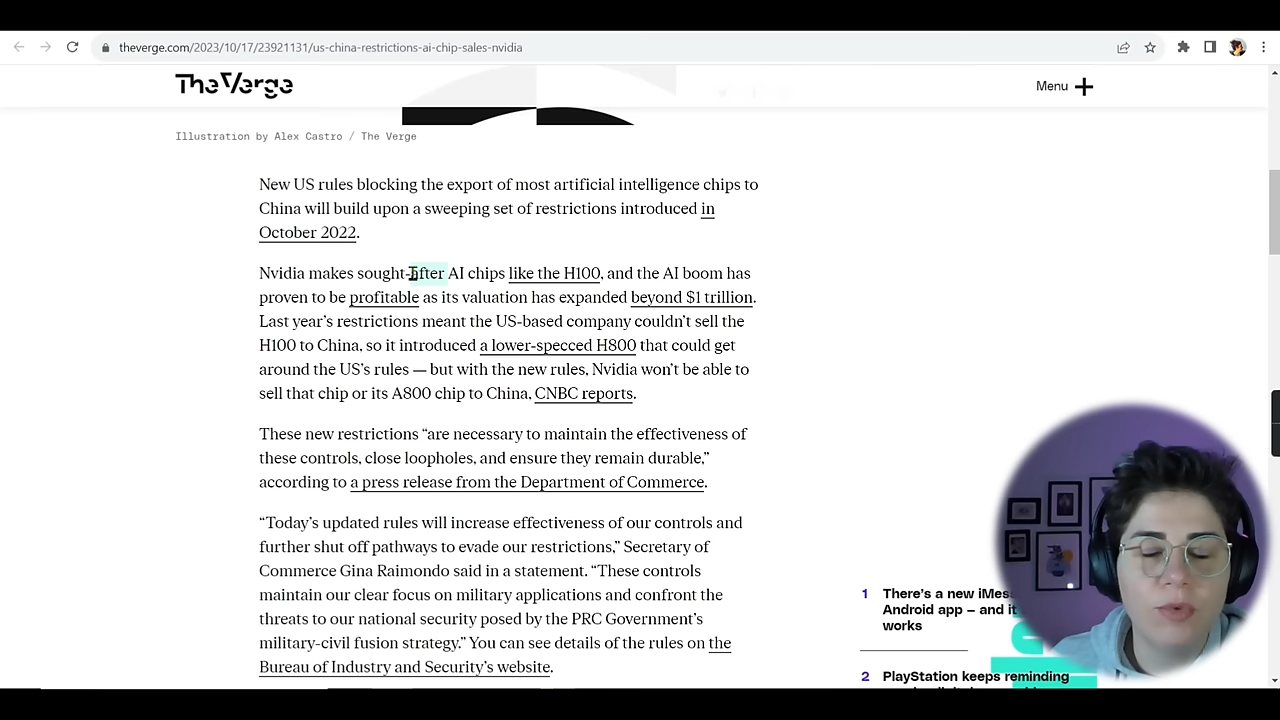 theverge.com/2023/10/17/23921131/us-china-restrictions-ai-chip-sales-nvidia
The Verge
Menu
Illustration by Alex Castro / The Verge
New US rules blocking the export of most artificial intelligence chips to
China will build upon a sweeping set of restrictions introduced in
October 2022.
Nvidia makes sought-after AI chips like the H100, and the AI boom has
proven to be profitable as its valuation has expanded beyond $1 trillion.
Last year’s restrictions meant the US-based company couldn’t sell the
H100 to China, so it introduced a lower-specced H800 that could get
around the US’s rules — but with the new rules, Nvidia won’t be able to
sell that chip or its A800 chip to China, CNBC reports.
These new restrictions “are necessary to maintain the effectiveness of
these controls, close loopholes, and ensure they remain durable,”
according to a press release from the Department of Commerce.
“Today’s updated rules will increase effectiveness of our controls and
further shut off pathways to evade our restrictions,” Secretary of
Commerce Gina Raimondo said in a statement. “These controls
maintain our clear focus on military applications and confront the
threats to our national security posed by the PRC Government’s
military-civil fusion strategy.” You can see details of the rules on the
Bureau of Industry and Security’s website.
1 There’s a new
Android app – and it
works
2 PlayStation keeps reminding